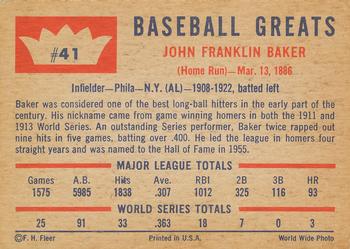 #41
BASEBALL GREATS
JOHN FRANKLIN BAKER
(Home Run)—Mar. 13, 1886
Infielder—Phila—N.Y. (AL)—1908-1922, batted left
Baker was considered one of the best long-ball hitters in the early part of the
century. His nickname came from winning homers in both the 1911 and
1913 World Series. An outstanding Series performer, Baker twice rapped out
nine hits in five games, batting over .400. He led the league in homers four
straight years and was named to the Hall of Fame in 1955.
MAJOR LEAGUE TOTALS
Games A.B. Hits Pct. RBI 2B 3B HR
1575 5985 1838 .307 1012 325 116 93
WORLD SERIES TOTALS
25 91 33 .363 18 7 0 3
©F. H. Fleer Printed in U.S.A. World Wide Photo